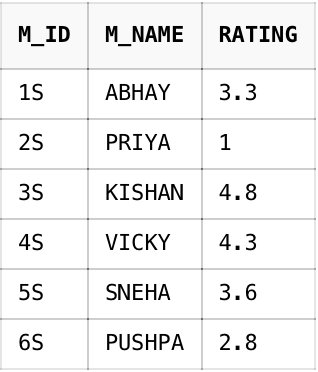 M_ID M_NAME RATING
1S ABHAY 3.3
2S PRIYA 1
3S KISHAN 4.8
4S VICKY 4.3
5S SNEHA 3.6
6S PUSHPA 2.8